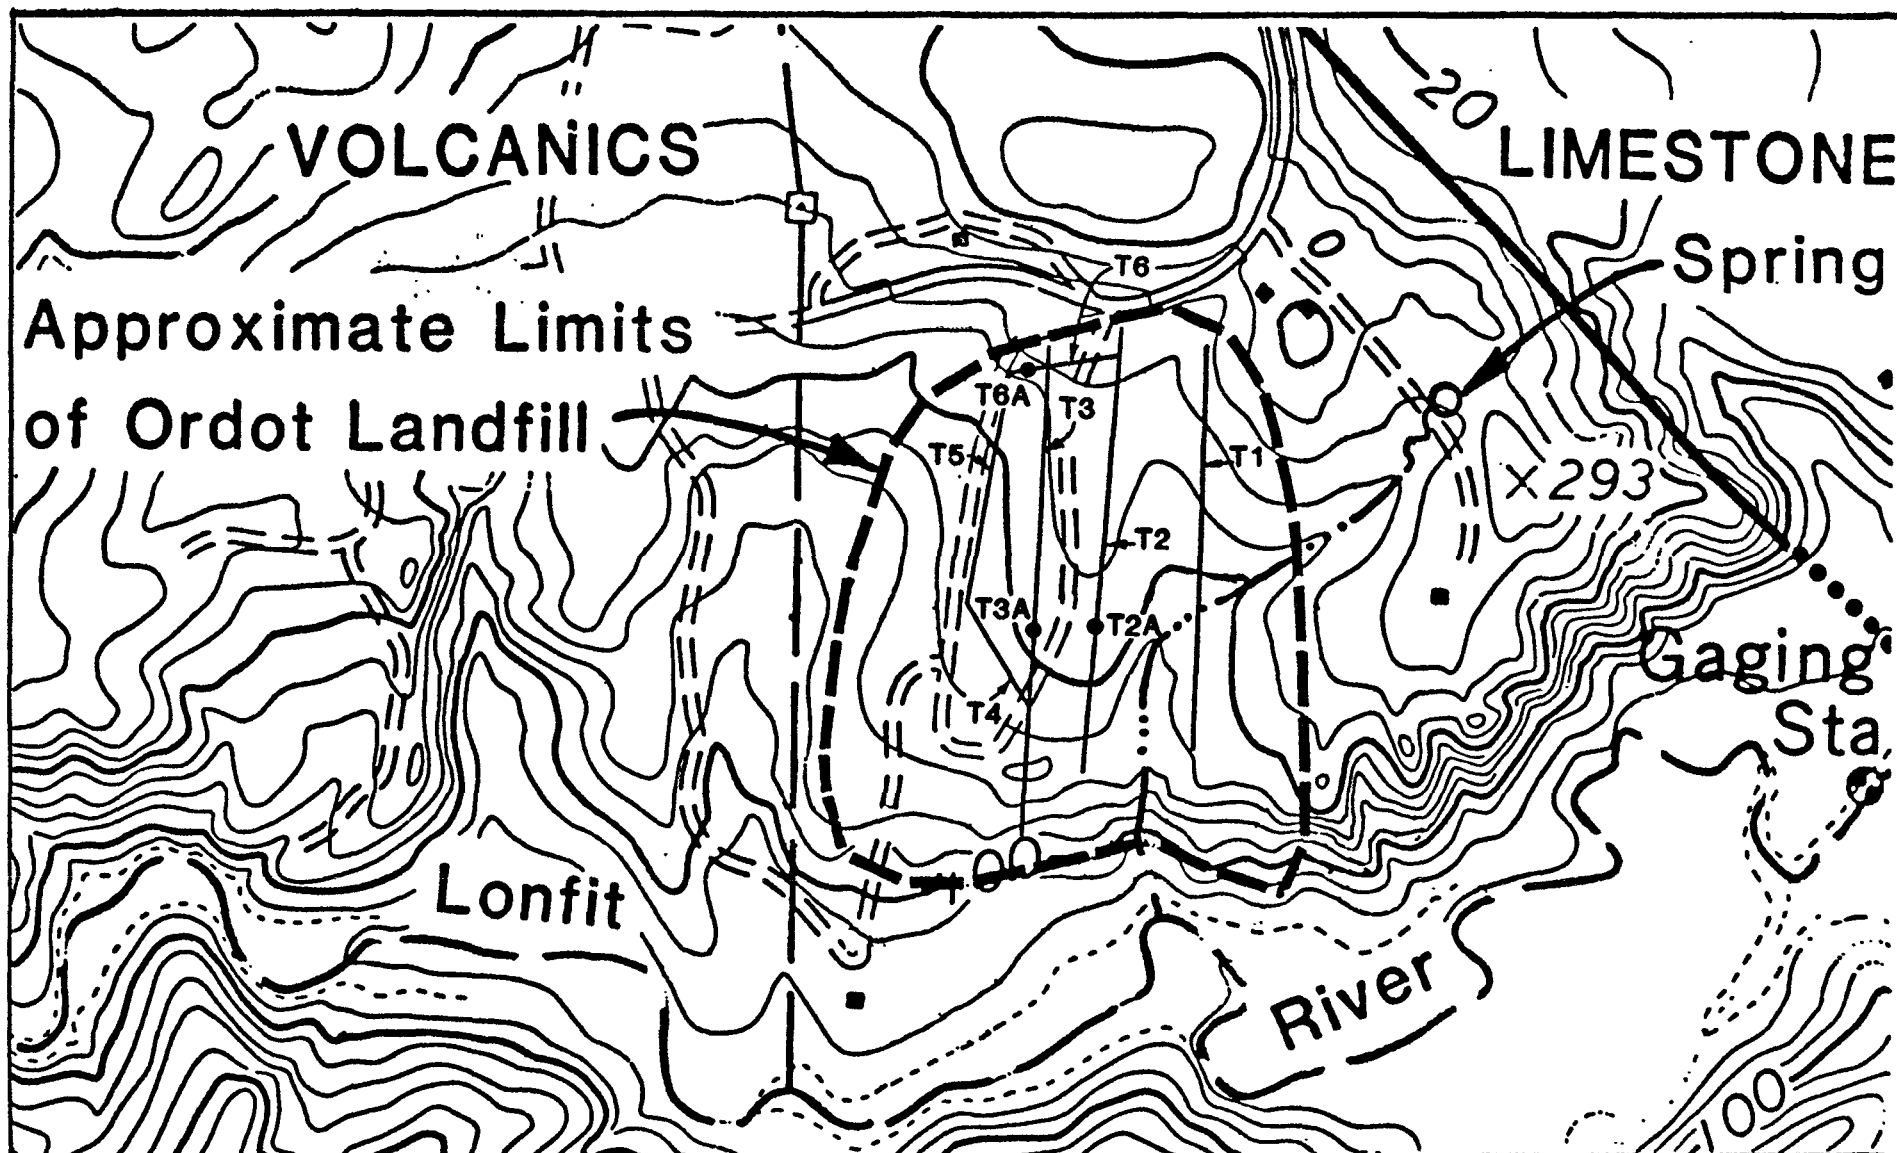 20
VOLCANICS
LIMESTONE
Spring
T6
Approximate Limits
of Ordot Landfill
T6A
T3
T5
T1
×293
T2
T3A
T2A
Gaging
Sta.
T4
Lonfit
River
100